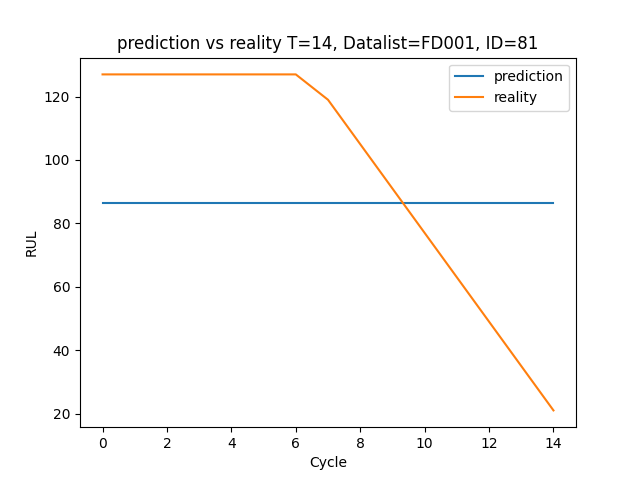 prediction vs reality T=14, Datalist=FD001, ID=81
prediction
reality
120
100
80
60
40
20
RUL
0 2 4 6 8 10 12 14
Cycle